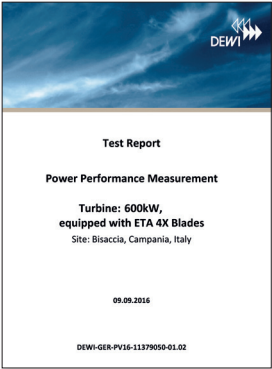 DEWI
Test Report
Power Performance Measurement
Turbine: 600kW,
equipped with ETA 4X Blades
Site: Bisaccia, Campania, Italy
09.09.2016
DEWI-GER-PV16-11379050-01.02